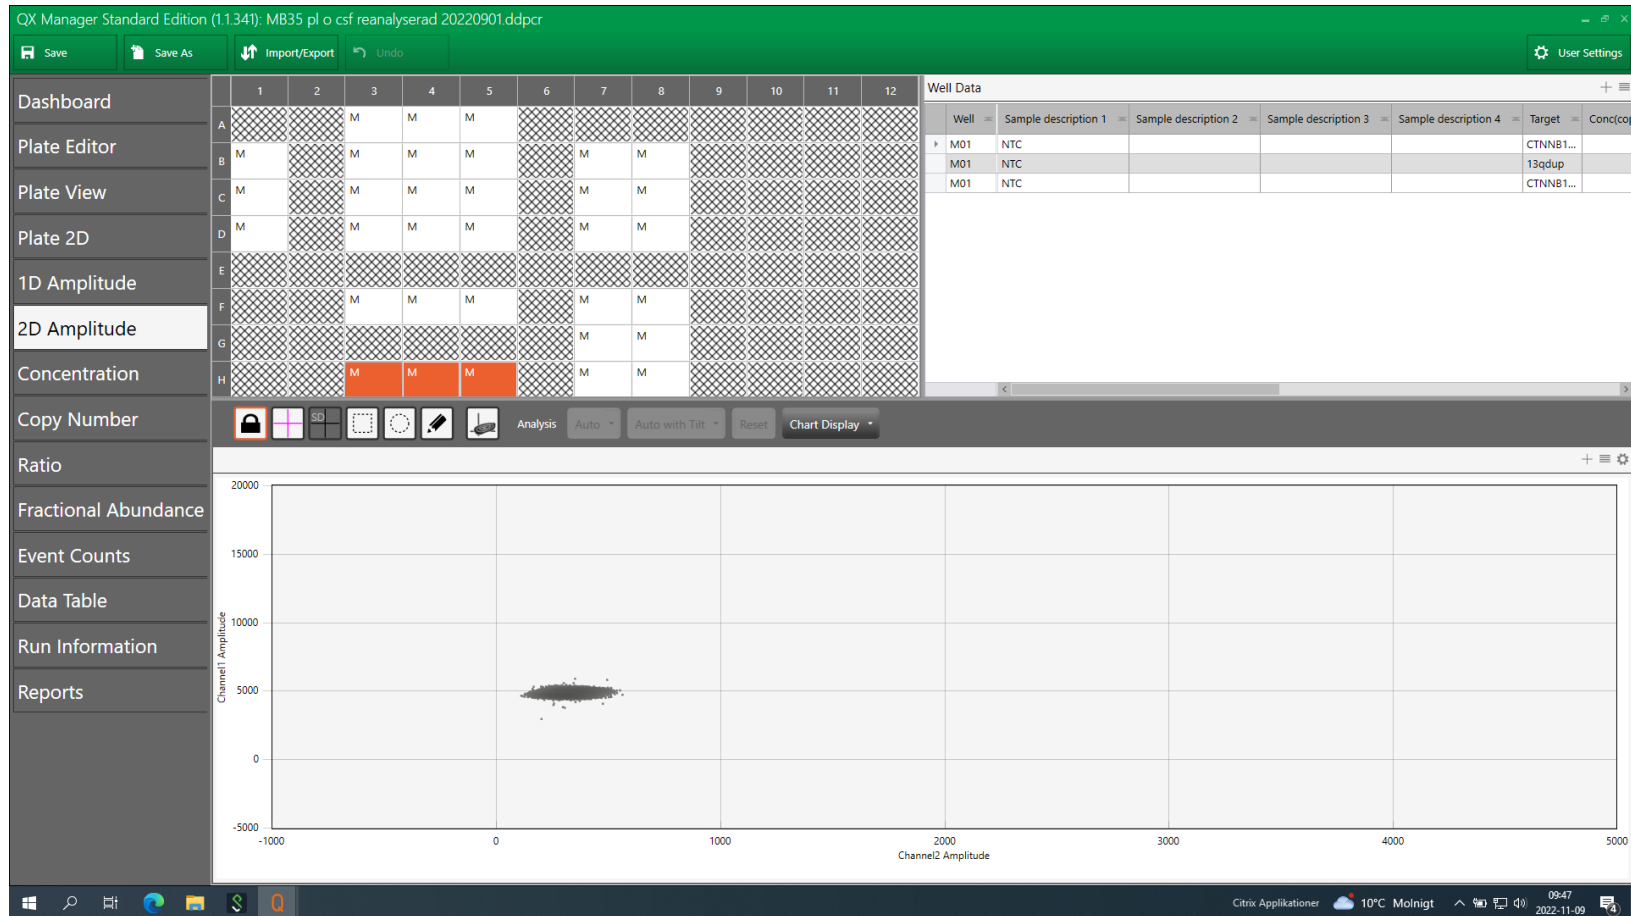 QX Manager Standard Edition (1.1.341): MB35 pl o csf reanalyserad 20220901.ddpcr
Save
Save As
Import/Export
Undo
User Settings
Dashboard
Plate Editor
Plate View
Plate 2D
1D Amplitude
2D Amplitude
Concentration
Copy Number
Ratio
Fractional Abundance
Event Counts
Data Table
Run Information
Reports
1 2 3 4 5 6 7 8 9 10 11 12
A M M M
B M M M M M M
C M M M M M M
D M M M M M M
E
F M M M M M
G M M
H M M M M M
Well Data
Well Sample description 1 Sample description 2 Sample description 3 Sample description 4 Target Conc(cop
M01 NTC CTNNB1...
M01 NTC 13qdup
M01 NTC CTNNB1...
SD
Analysis
Auto
Auto with Tilt
Reset
Chart Display
20000
15000
10000
5000
0
-5000
Channel1 Amplitude
-1000 0 1000 2000 3000 4000 5000
Channel2 Amplitude
Q
Citrix Applikationer
10°C Molnigt
09:47
2022-11-09
4